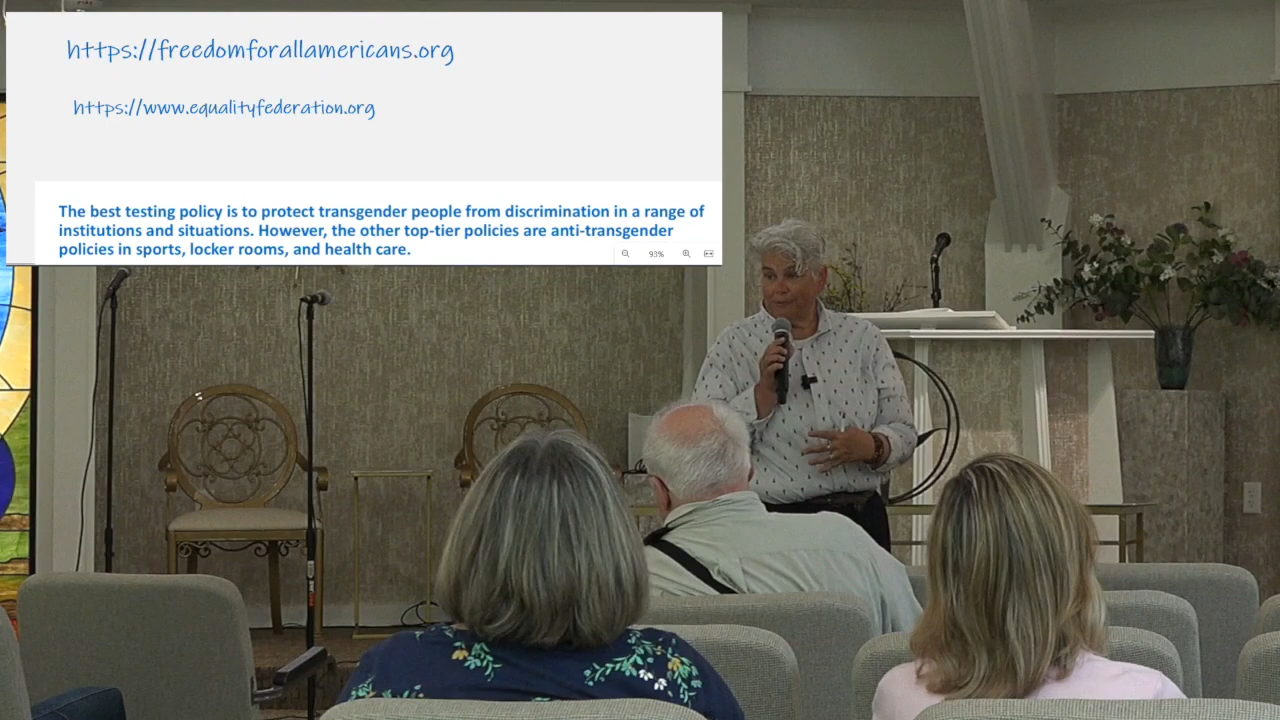 https://freedomforallamericans.org
https://www.equalityfederation.org
The best testing policy is to protect transgender people from discrimination in a range of
institutions and situations. However, the other top-tier policies are anti-transgender
policies in sports, locker rooms, and health care.
93%